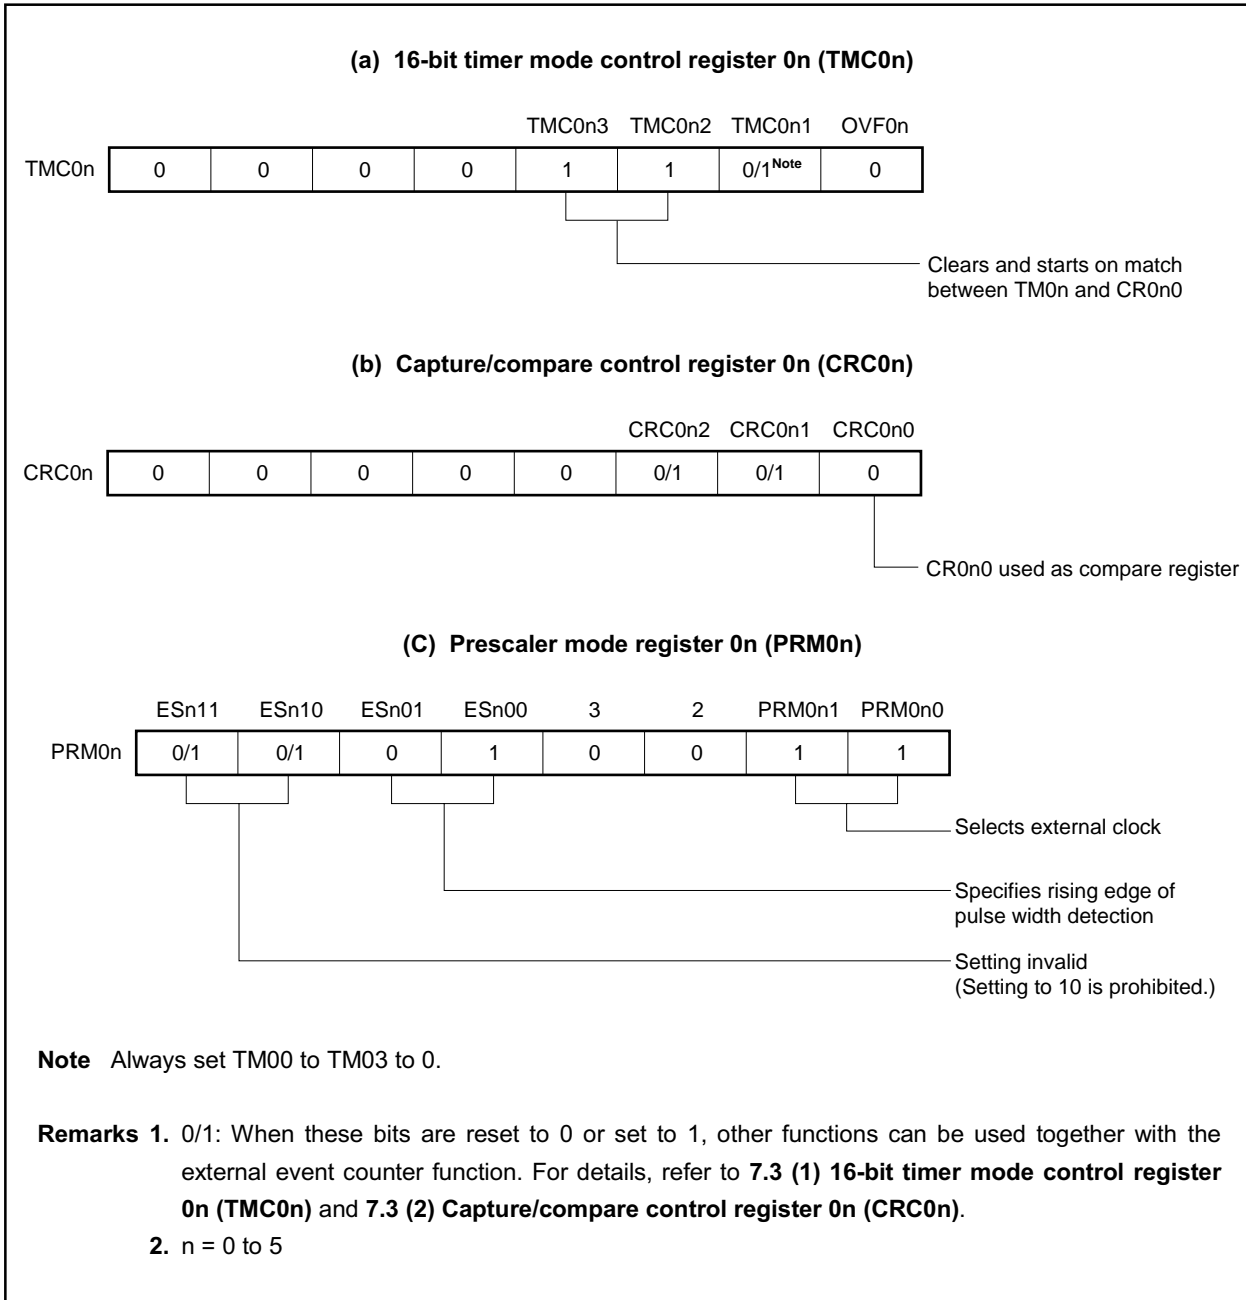 (a) 16-bit timer mode control register 0n (TMC0n)
TMC0n3 TMC0n2 TMC0n1 OVF0n
TMC0n 0 0 0 0 1 1 0/1Note 0
Clears and starts on match
between TM0n and CR0n0
(b) Capture/compare control register 0n (CRC0n)
CRC0n2 CRC0n1 CRC0n0
CRC0n 0 0 0 0 0 0/1 0/1 0
CR0n0 used as compare register
(C) Prescaler mode register 0n (PRM0n)
ESn11 ESn10 ESn01 ESn00 3 2 PRM0n1 PRM0n0
PRM0n 0/1 0/1 0 1 0 0 1 1
Selects external clock
Specifies rising edge of
pulse width detection
Setting invalid
(Setting to 10 is prohibited.)
Note Always set TM00 to TM03 to 0.
Remarks 1. 0/1: When these bits are reset to 0 or set to 1, other functions can be used together with the
external event counter function. For details, refer to 7.3 (1) 16-bit timer mode control register
0n (TMC0n) and 7.3 (2) Capture/compare control register 0n (CRC0n).
2. n = 0 to 5